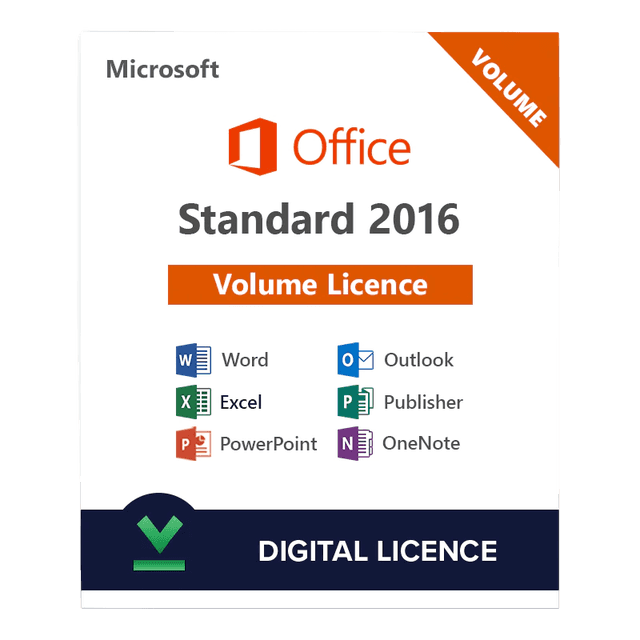 Microsoft
VOLUME
Office
Standard 2016
Volume Licence
W Word
O Outlook
X Excel
P Publisher
P PowerPoint
N OneNote
DIGITAL LICENCE